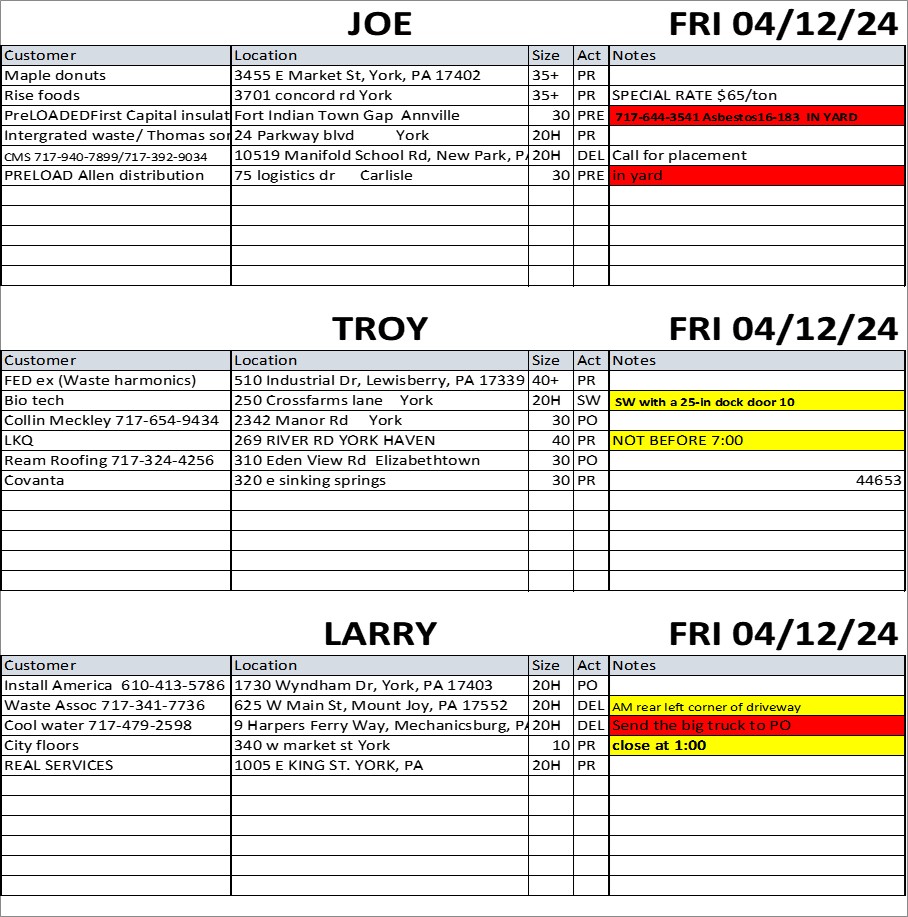 JOE FRI 04/12/24
Customer Location Size Act Notes
Maple donuts 3455 E Market St, York, PA 17402 35+ PR
Rise foods 3701 concord rd York 35+ PR SPECIAL RATE $65/ton
PreLOADEDFirst Capital insulat Fort Indian Town Gap Annville 30 PRE 717-644-3541 Asbestos16-183 IN YARD
Intergrated waste/ Thomas sor 24 Parkway blvd York 20H PR
CMS 717-940-7899/717-392-9034 10519 Manifold School Rd, New Park, PA 20H DEL Call for placement
PRELOAD Allen distribution 75 logistics dr Carlisle 30 PRE in yard
TROY FRI 04/12/24
Customer Location Size Act Notes
FED ex (Waste harmonics) 510 Industrial Dr, Lewisberry, PA 17339 40+ PR
Bio tech 250 Crossfarms lane York 20H SW SW with a 25-in dock door 10
Collin Meckley 717-654-9434 2342 Manor Rd York 30 PO
LKQ 269 RIVER RD YORK HAVEN 40 PR NOT BEFORE 7:00
Ream Roofing 717-324-4256 310 Eden View Rd Elizabethtown 30 PO
Covanta 320 e sinking springs 30 PR 44653
LARRY FRI 04/12/24
Customer Location Size Act Notes
Install America 610-413-5786 1730 Wyndham Dr, York, PA 17403 20H PO
Waste Assoc 717-341-7736 625 W Main St, Mount Joy, PA 17552 20H DEL AM rear left corner of driveway
Cool water 717-479-2598 9 Harpers Ferry Way, Mechanicsburg, PA 20H DEL Send the big truck to PO
City floors 340 w market st York 10 PR close at 1:00
REAL SERVICES 1005 E KING ST. YORK, PA 20H PR